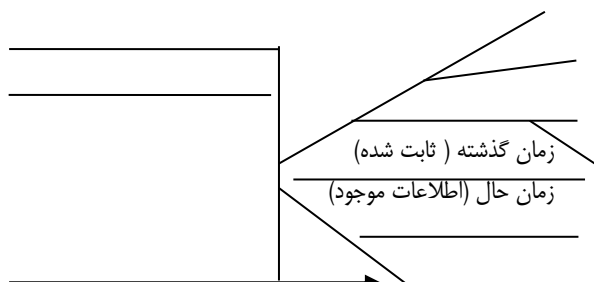 زمان گذشته ( ثابت شده)
زمان حال (اطلاعات موجود)